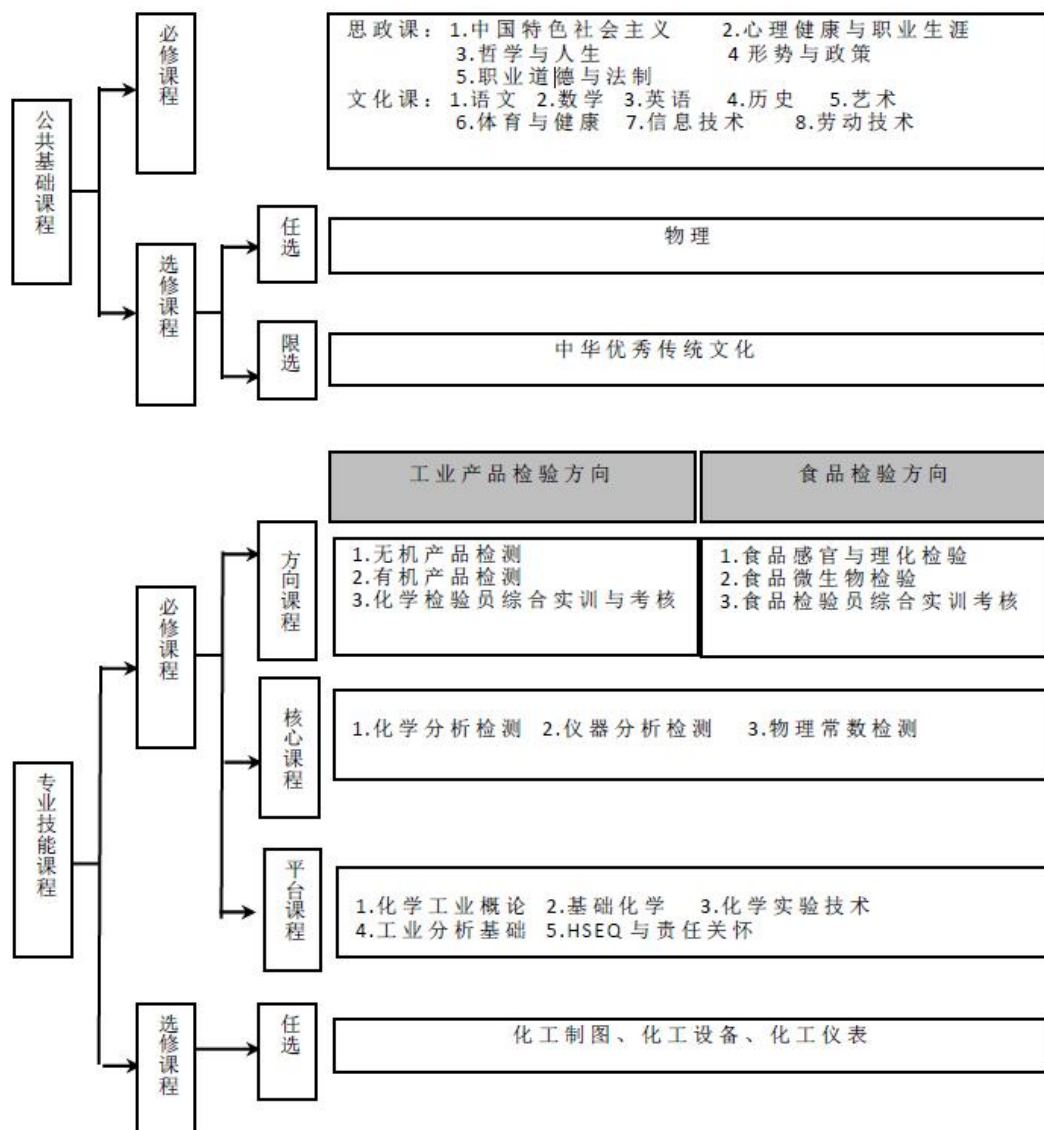 公共基础课程
必修课程
思政课：1.中国特色社会主义 2.心理健康与职业生涯
3.哲学与人生 4 形势与政策
5.职业道德与法制
文化课：1.语文 2.数学 3.英语 4.历史 5.艺术
6.体育与健康 7.信息技术 8.劳动技术
选修课程
任选
物理
限选
中华优秀传统文化
工业产品检验方向
食品检验方向
专业技能课程
必修课程
方向课程
1.无机产品检测
2.有机产品检测
3.化学检验员综合实训与考核
1.食品感官与理化检验
2.食品微生物检验
3.食品检验员综合实训考核
核心课程
1.化学分析检测 2.仪器分析检测 3.物理常数检测
平台课程
1.化学工业概论 2.基础化学 3.化学实验技术
4.工业分析基础 5.HSEQ 与责任关怀
选修课程
任选
化工制图、化工设备、化工仪表